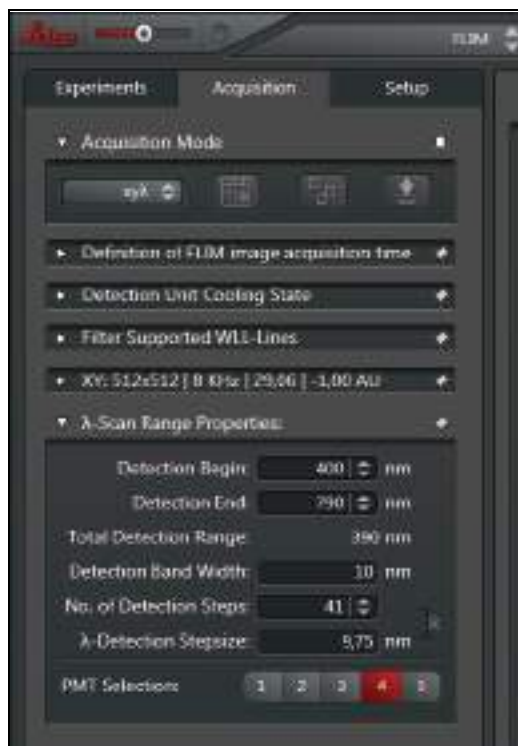 Leica
FLIM
Experiments Acquisition Setup
Acquisition Mode
xyλ
Definition of FLIM image acquisition time
Detection Unit Cooling State
Filter Supported WLL-Lines
XY: 512x512 | 8 KHz | 29,06 | -1,00 AU
λ-Scan Range Properties:
Detection Begin: 400 nm
Detection End: 790 nm
Total Detection Range: 390 nm
Detection Band Width: 10 nm
No. of Detection Steps: 41
λ-Detection Stepsize: 9,75 nm
PMT Selection: 1 2 3 4 5